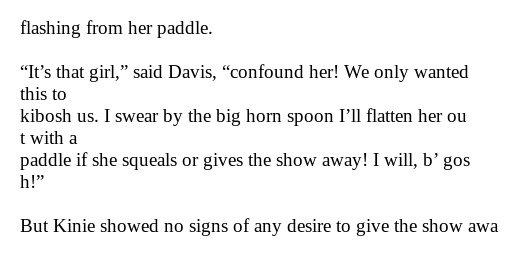 flashing from her paddle.
“It’s that girl,” said Davis, “confound her! We only wanted
this to
kibosh us. I swear by the big horn spoon I’ll flatten her ou
t with a
paddle if she squeals or gives the show away! I will, b’ gos
h!”
But Kinie showed no signs of any desire to give the show awa